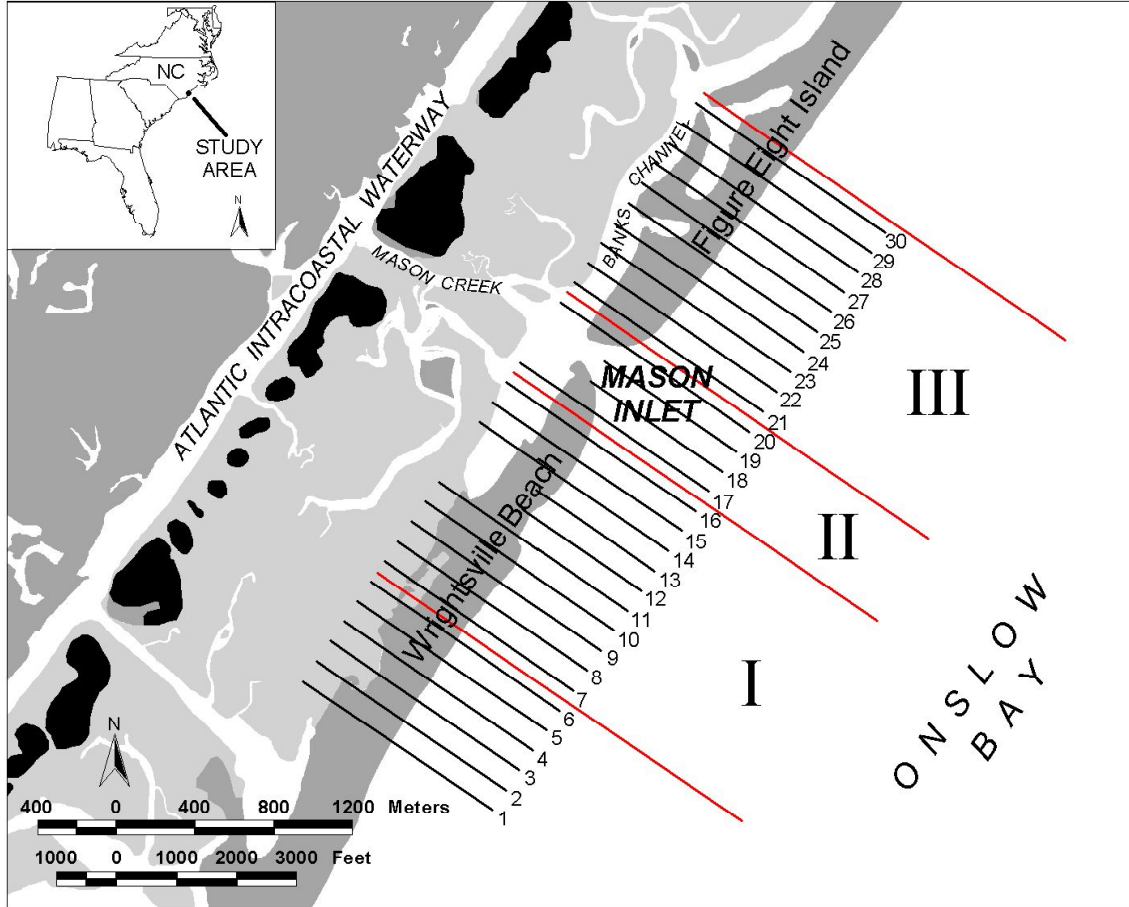 NC
STUDY
AREA
N
ATLANTIC INTRACOASTAL WATERWAY
MASON CREEK
BANKS CHANNEL
Figure Eight Island
MASON
INLET
Wrightsville Beach
30
29
28
27
26
25
24
23
22
21
20
19
18
17
16
15
14
13
12
11
10
9
8
7
6
5
4
3
2
1
III
II
I
ONSLOW
BAY
N
400 0 400 800 1200 Meters
1000 0 1000 2000 3000 Feet